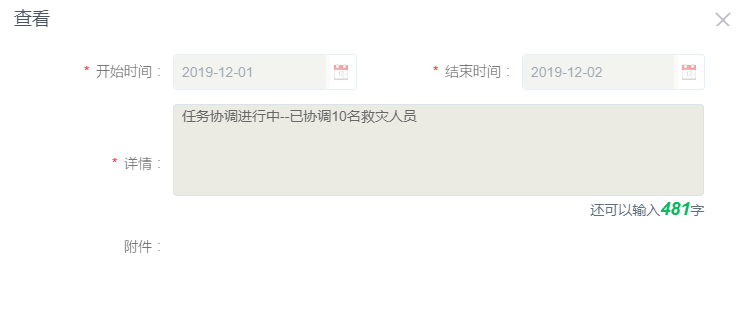 查看
* 开始时间： 2019-12-01 * 结束时间： 2019-12-02
任务协调进行中--已协调10名救灾人员
* 详情：
还可以输入481字
附件：